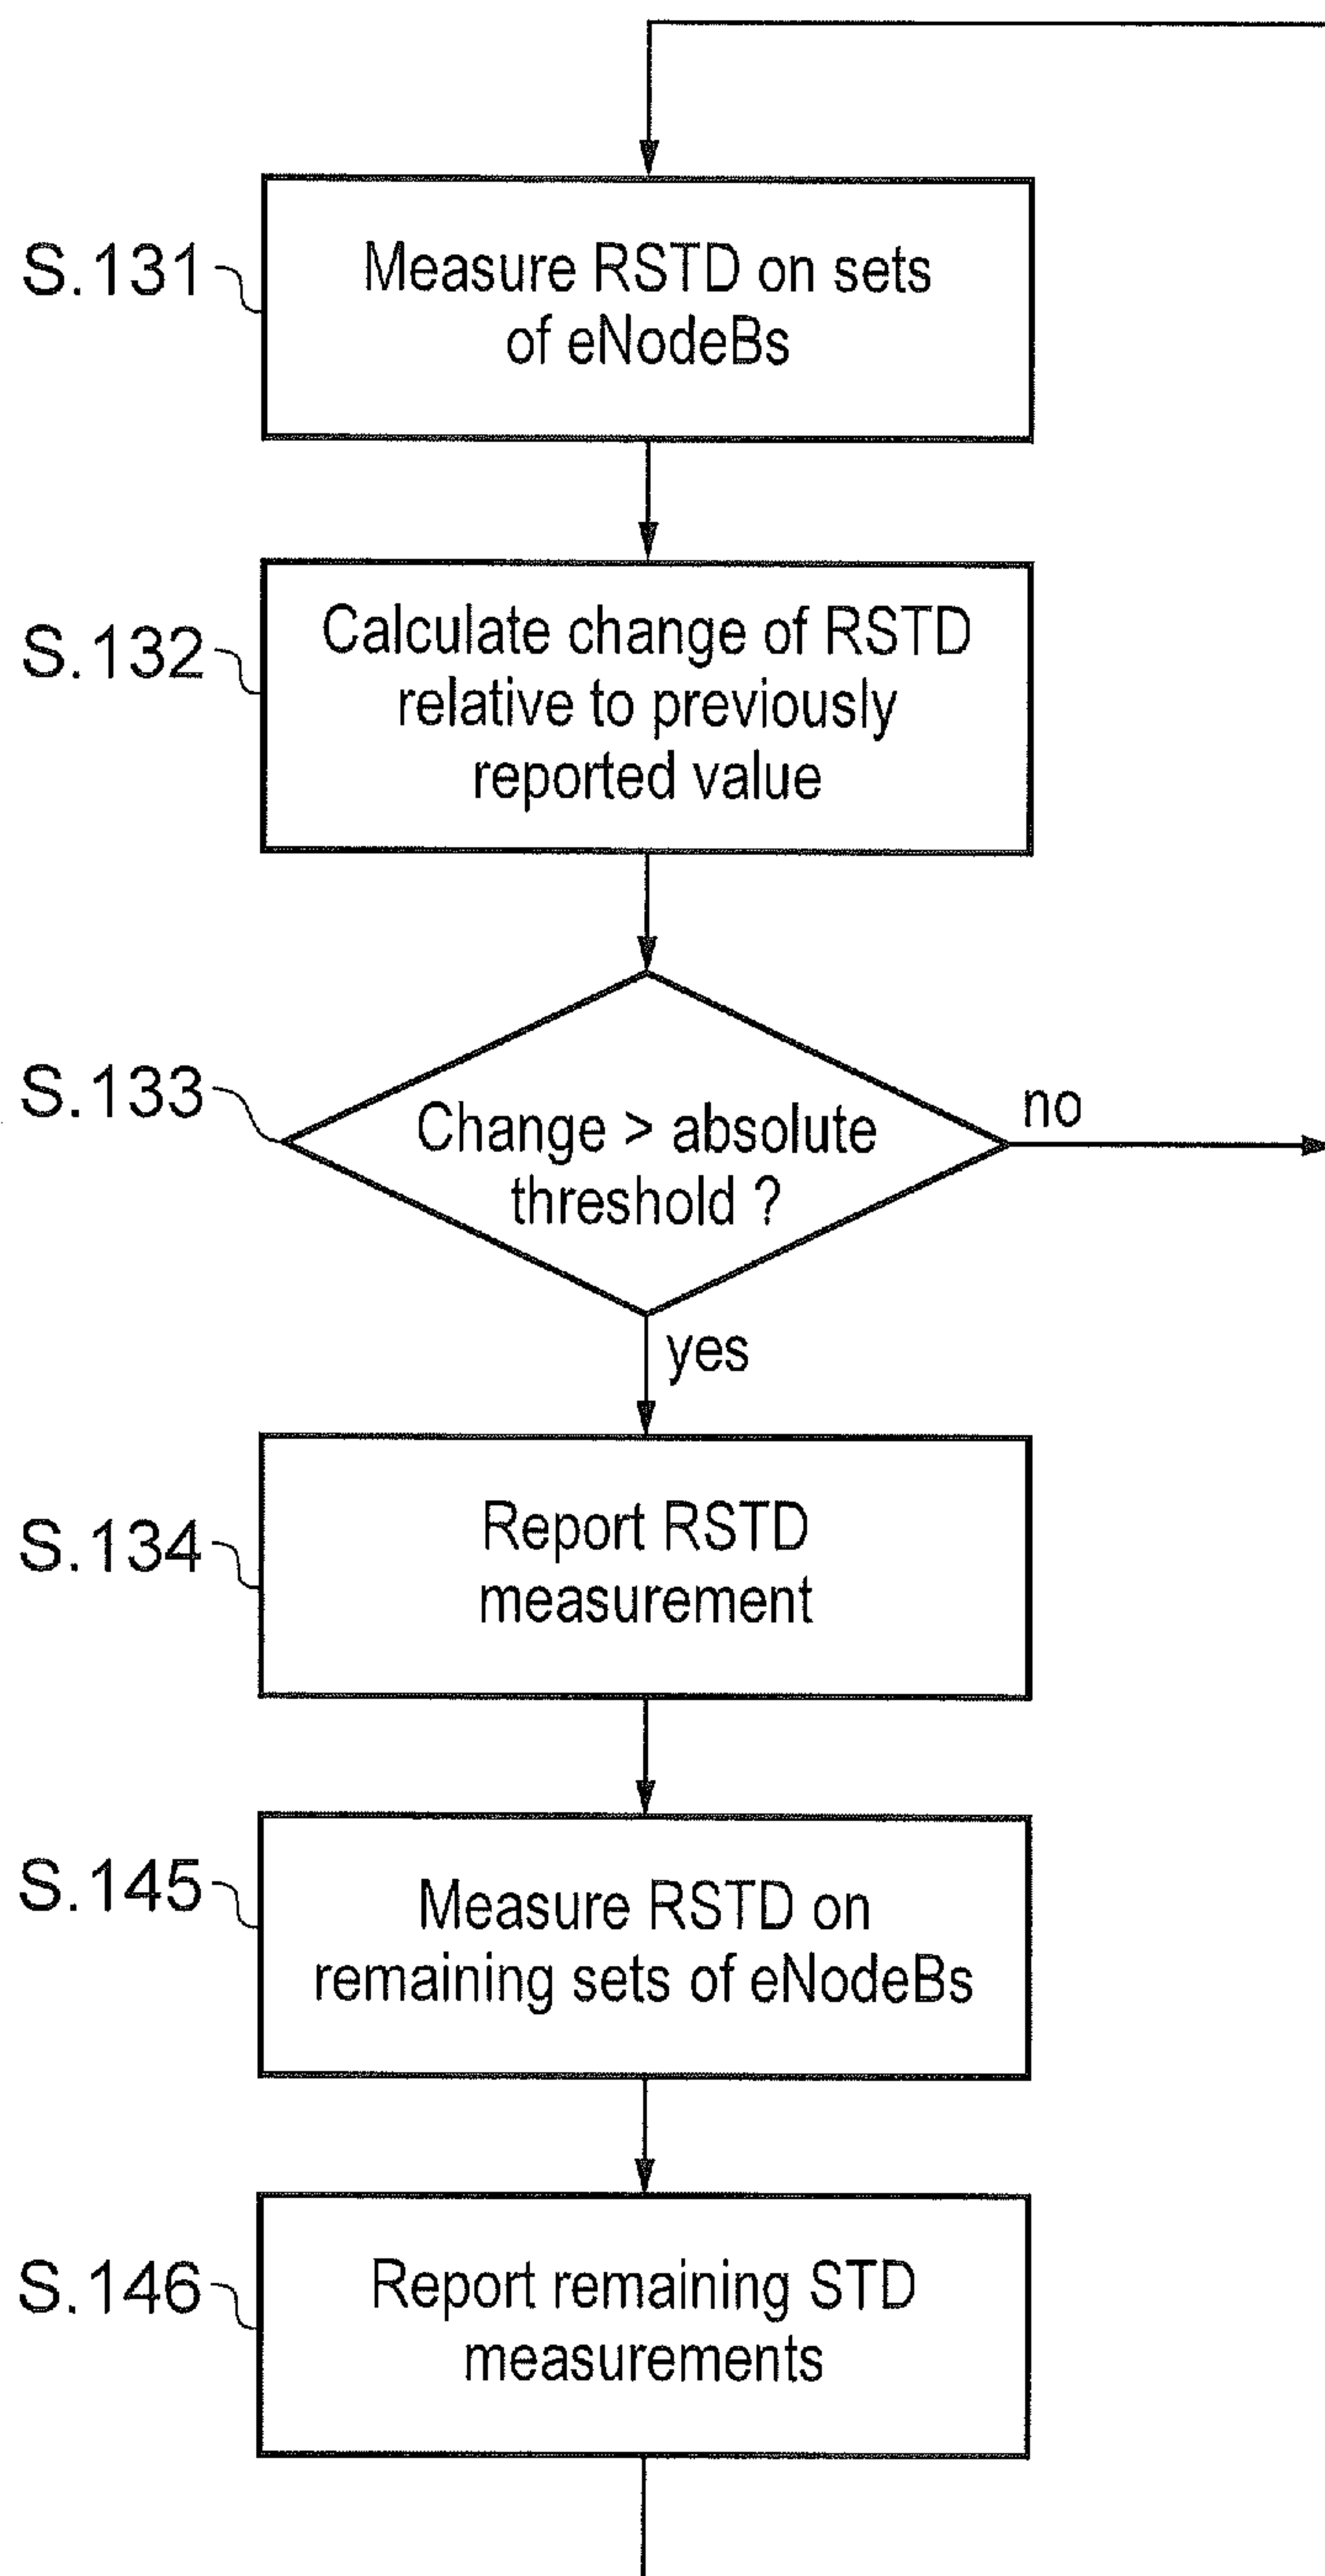 S.131
Measure RSTD on sets
of eNodeBs
S.132
Calculate change of RSTD
relative to previously
reported value
S.133
Change > absolute
threshold ?
no
yes
S.134
Report RSTD
measurement
S.145
Measure RSTD on
remaining sets of eNodeBs
S.146
Report remaining STD
measurements